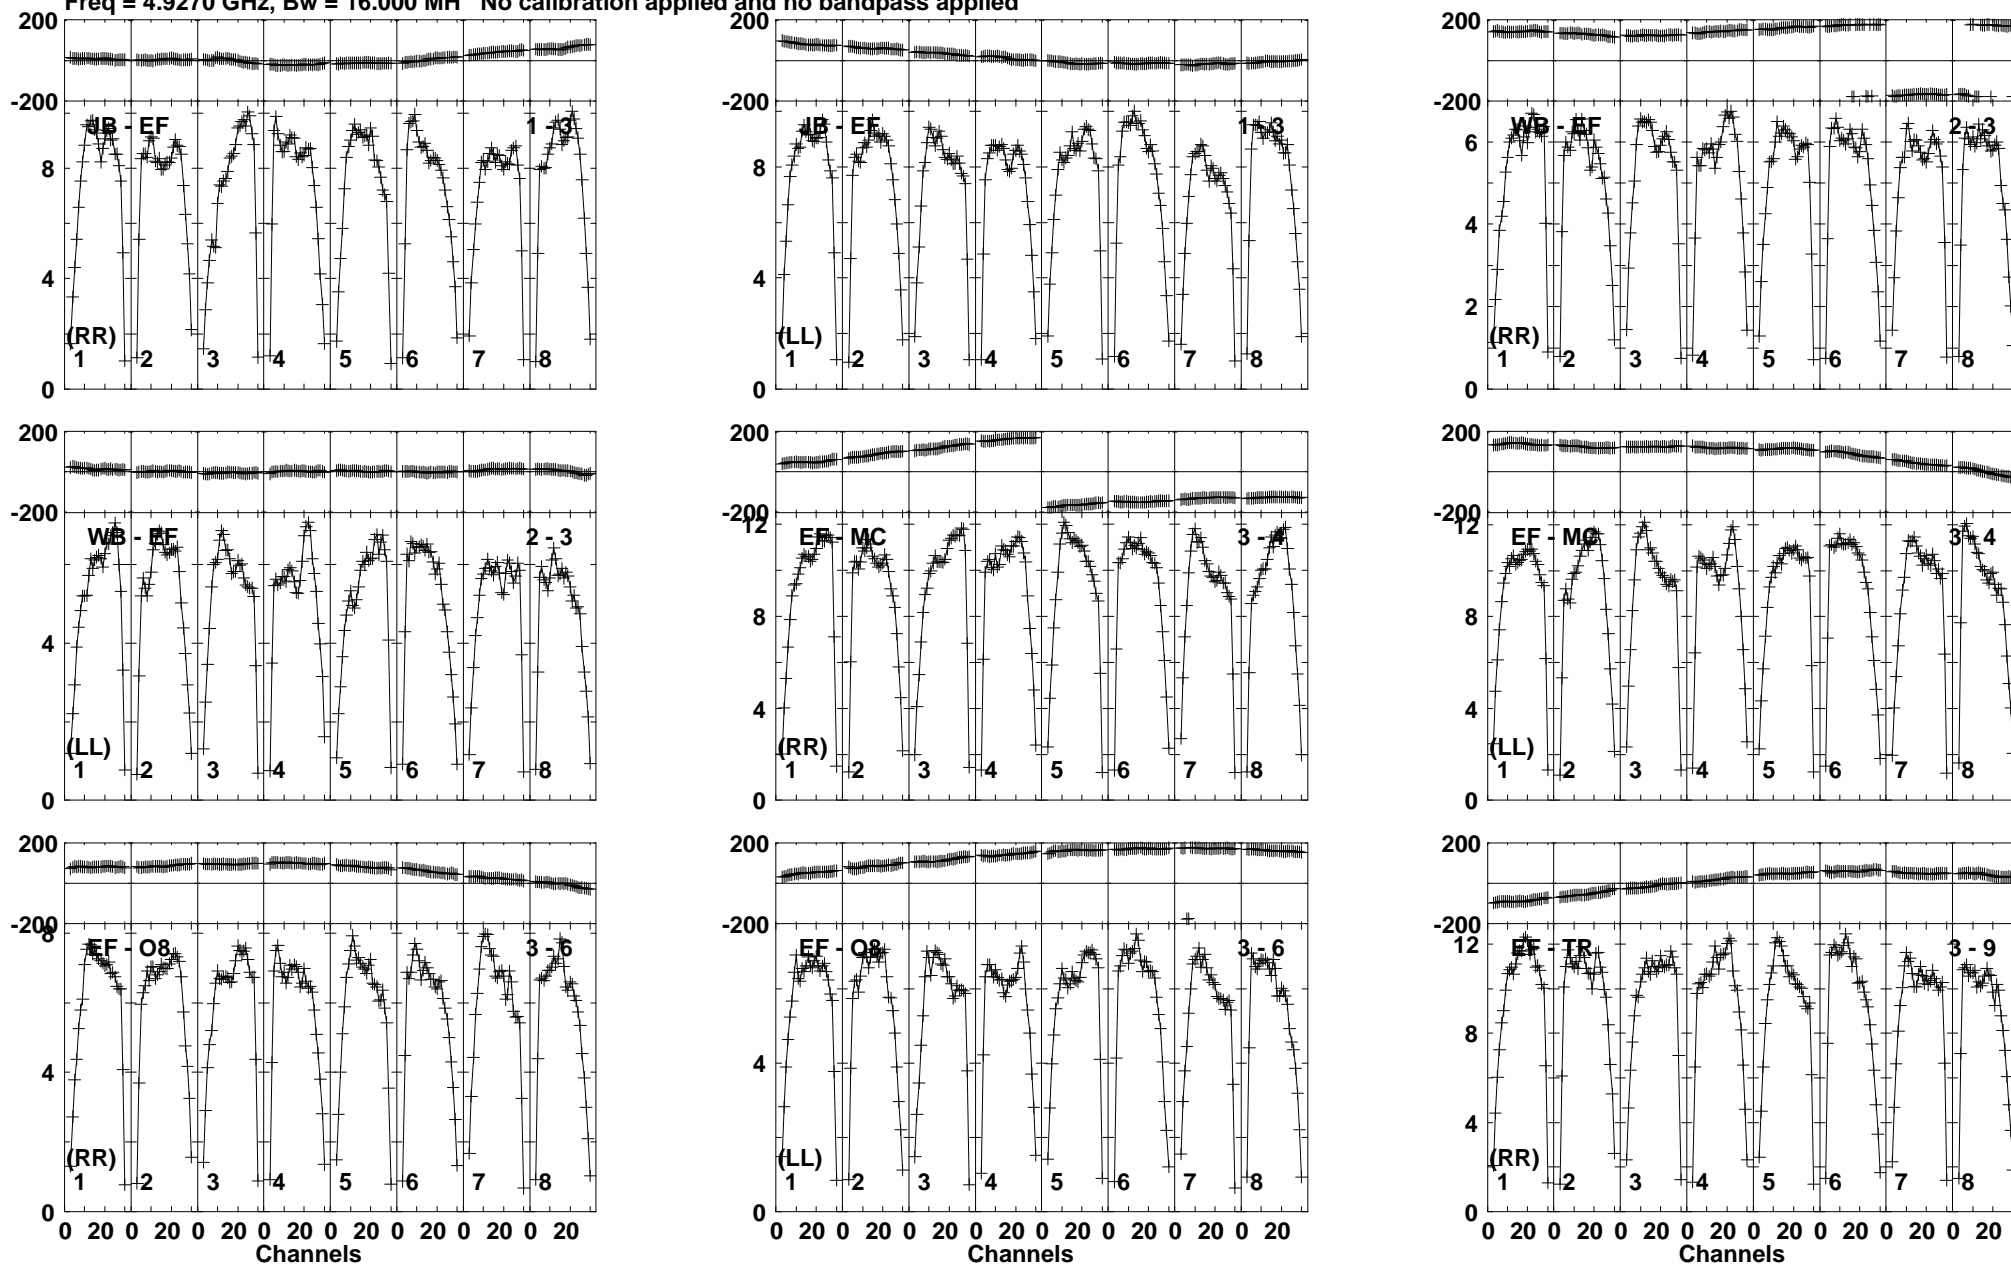 Freq = 4.9270 GHz, Bw = 16.000 MH No calibration applied and no bandpass applied
200 200 200
-200 -200 -200
JB - EF 1 - 3 JB - EF 1 - 3 WB - EF 2 - 3
8 8 6
4 4 4
2
(RR) (LL) (RR)
1 2 3 4 5 6 7 8 1 2 3 4 5 6 7 8 1 2 3 4 5 6 7 8
0 0 0
200 200 200
-200 -200 -200
12 12
WB - EF 2 - 3 EF - MC 3 - 4 EF - MC 3 - 4
8 8
4 4 4
(LL) (RR) (LL)
1 2 3 4 5 6 7 8 1 2 3 4 5 6 7 8 1 2 3 4 5 6 7 8
0 0 0
200 200 200
-200 -200 -200
8 12
EF - O8 3 - 6 EF - O8 3 - 6 EF - TR 3 - 9
8
4 4 4
(RR) (LL) (RR)
1 2 3 4 5 6 7 8 1 2 3 4 5 6 7 8 1 2 3 4 5 6 7 8
0 0 0
0 20 0 20 0 20 0 20 0 20 0 20 0 20 0 20 0 20 0 20 0 20 0 20 0 20 0 20 0 20 0 20 0 20 0 20 0 20 0 20 0 20 0 20 0 20 0 20
Channels Channels Channels